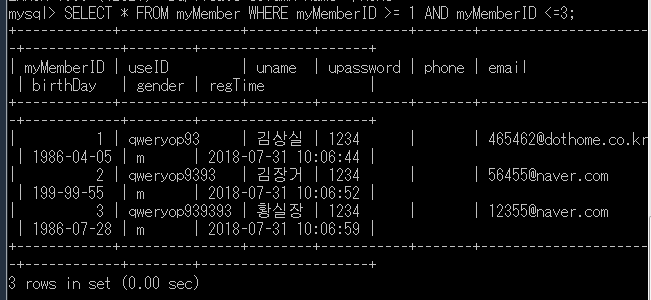 mysql> SELECT * FROM myMember WHERE myMemberID >= 1 AND myMemberID <=3;
| myMemberID | useID | uname | upassword | phone | email
| birthDay | gender | regTime |
| 1 | qweryop93 | 김상실 | 1234 | | 465462@dothome.co.kr
| 1986-04-05 | m | 2018-07-31 10:06:44 |
| 2 | qweryop9393 | 김장거 | 1234 | | 56455@naver.com
| 199-99-55 | m | 2018-07-31 10:06:52 |
| 3 | qweryop939393 | 황실장 | 1234 | | 12355@naver.com
| 1986-07-28 | m | 2018-07-31 10:06:59 |
3 rows in set (0.00 sec)